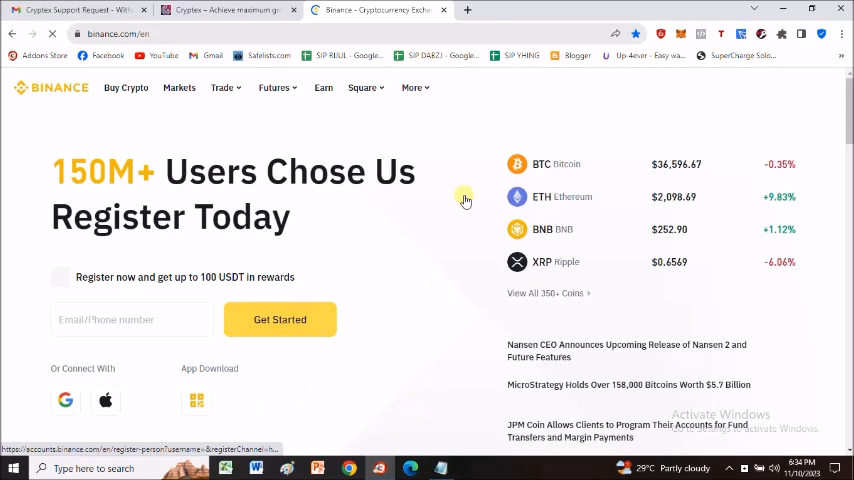 Cryptex Support Request - With
Cryptex – Achieve maximum gr
Binance - Cryptocurrency Excha
binance.com/en
Addons Store
Facebook
YouTube
Gmail
Safelists.com
SIP RIJUL - Google...
SIP DABZJ - Google...
SIP YHING
Blogger
Up-4ever - Easy wa...
SuperCharge Solo...
BINANCE
Buy Crypto
Markets
Trade
Futures
Earn
Square
More
150M+ Users Chose Us
Register Today
Register now and get up to 100 USDT in rewards
Email/Phone number
Get Started
Or Connect With
App Download
BTC Bitcoin $36,596.67 -0.35%
ETH Ethereum $2,098.69 +9.83%
BNB BNB $252.90 +1.12%
XRP Ripple $0.6569 -6.06%
View All 350+ Coins >
Nansen CEO Announces Upcoming Release of Nansen 2 and
Future Features
MicroStrategy Holds Over 158,000 Bitcoins Worth $5.7 Billion
JPM Coin Allows Clients to Program Their Accounts for Fund
Transfers and Margin Payments
Activate Windows
Go to Settings to activate Windows.
https://accounts.binance.com/en/register-person?username=&registerChannel=h...
Type here to search
29°C Partly cloudy
6:34 PM
11/10/2023